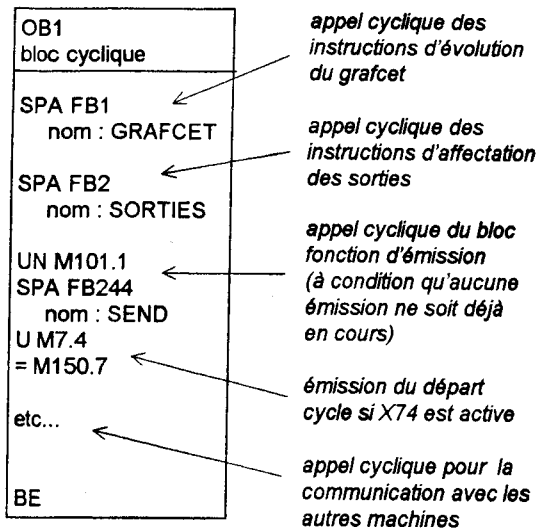 OB1
bloc cyclique
SPA FB1
nom : GRAFCET
SPA FB2
nom : SORTIES
UN M101.1
SPA FB244
nom : SEND
U M7.4
= M150.7
etc...
BE
appel cyclique des
instructions d'évolution
du grafcet
appel cyclique des
instructions d'affectation
des sorties
appel cyclique du bloc
fonction d'émission
(à condition qu'aucune
émission ne soit déjà
en cours)
émission du départ
cycle si X74 est active
appel cyclique pour la
communication avec les
autres machines